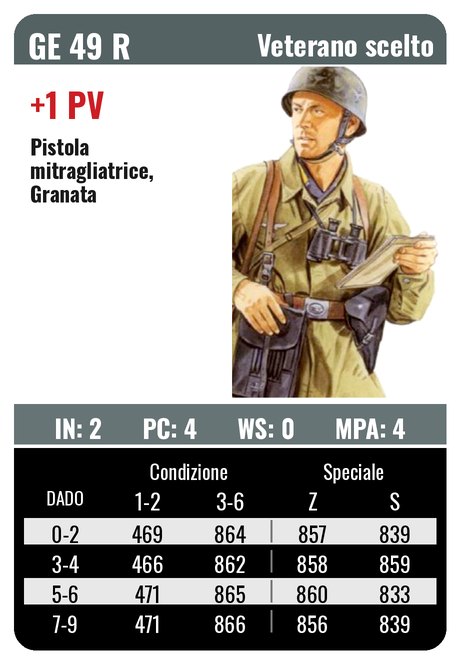 GE 49 R Veterano scelto
+1 PV
Pistola
mitragliatrice,
Granata
IN: 2 PC: 4 WS: 0 MPA: 4
Condizione Speciale
DADO 1-2 3-6 Z S
0-2 469 864 857 839
3-4 466 862 858 859
5-6 471 865 860 833
7-9 471 866 856 839